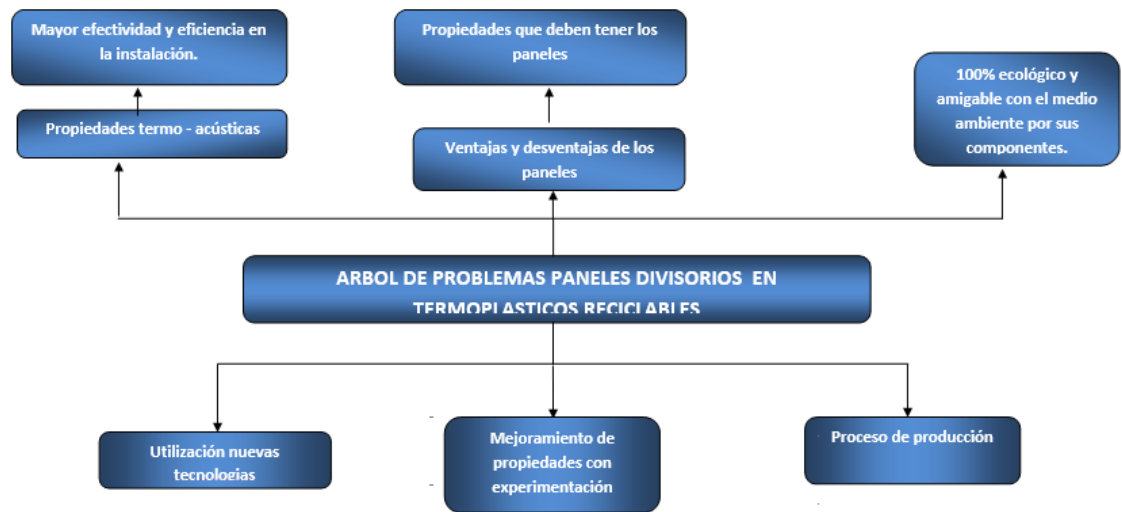 Mayor efectividad y eficiencia en
la instalación.
Propiedades que deben tener los
paneles
100% ecológico y
amigable con el medio
ambiente por sus
componentes.
Propiedades termo - acústicas
Ventajas y desventajas de los
paneles
ARBOL DE PROBLEMAS PANELES DIVISORIOS EN
TERMOPLASTICOS RECICLABLES
Utilización nuevas
tecnologias
Mejoramiento de
propiedades con
experimentación
Proceso de producción